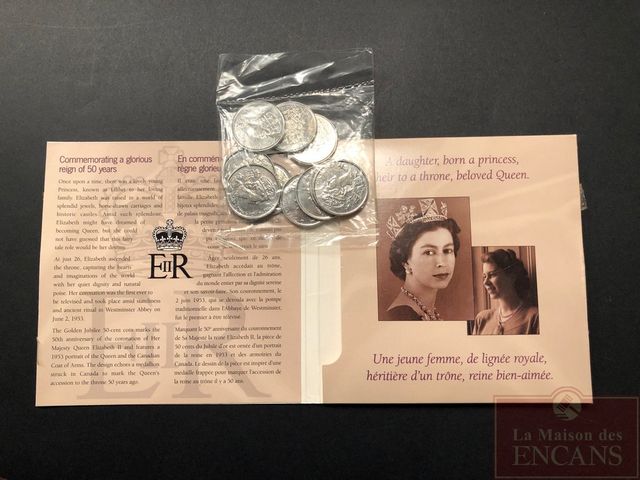 Commemorating a glorious
reign of 50 years
Once upon a time, there was a lovely young
Princess, known as Lilibet to her loving
family. Elizabeth was raised in a world of
splendid jewels, horse-drawn carriages and
historic castles. Amid such splendour,
Elizabeth might have dreamed of
becoming Queen, but she could
not have guessed that this fairy
tale role would be her destiny.
At just 26, Elizabeth ascended
the throne, capturing the hearts
and imaginations of the world
with her quiet dignity and natural
poise. Her coronation was the first ever to
be televised and took place amid stateliness
and ancient ritual in Westminster Abbey on
June 2, 1953.
The Golden Jubilee 50-cent coin marks the
50th anniversary of the coronation of Her
Majesty Queen Elizabeth II and features a
1953 portrait of the Queen and the Canadian
Coat of Arms. The design echoes a medallion
struck in Canada to mark the Queen's
accession to the throne 50 years ago.
EIIR
En commém
règne glorieu
Il était une
affectueusement
famille. Elizabeth
bijoux splendides
de palais magnifi
la petite
devenir
Âgée seulement de 26 ans,
Elizabeth accédait au trône,
gagnant l'affection et l'admiration
du monde entier par sa dignité sereine
et son savoir-faire. Son couronnement, le
2 juin 1953, qui se déroula avec la pompe
traditionnelle dans l'Abbaye de Westminster,
fut le premier à être télévisé.
Marquant le 50e anniversaire du couronnement
de Sa Majesté la reine Elizabeth II, la pièce de
50 cents du Jubilé d'or est ornée d'un portrait
de la reine en 1953 et des armoiries du
Canada. Le dessin de la pièce est inspiré d'une
médaille frappée pour marquer l'accession de
la reine au trône il y a 50 ans.
A daughter, born a princess,
heir to a throne, beloved Queen.
Une jeune femme, de lignée royale,
héritière d'un trône, reine bien-aimée.
La Maison des
ENCANS